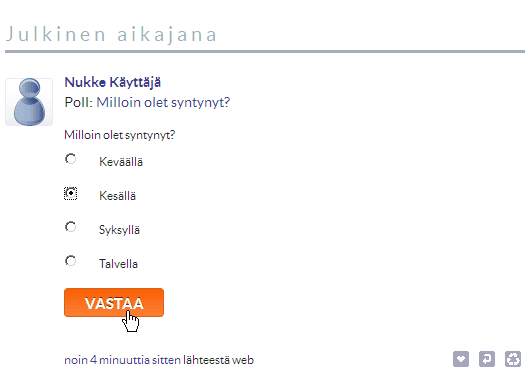 Julkinen aikajana
Nukke Käyttäjä
Poll: Milloin olet syntynyt?
Milloin olet syntynyt?
Keväällä
Kesällä
Syksyllä
Talvella
VASTAA
noin 4 minuuttia sitten lähteestä web